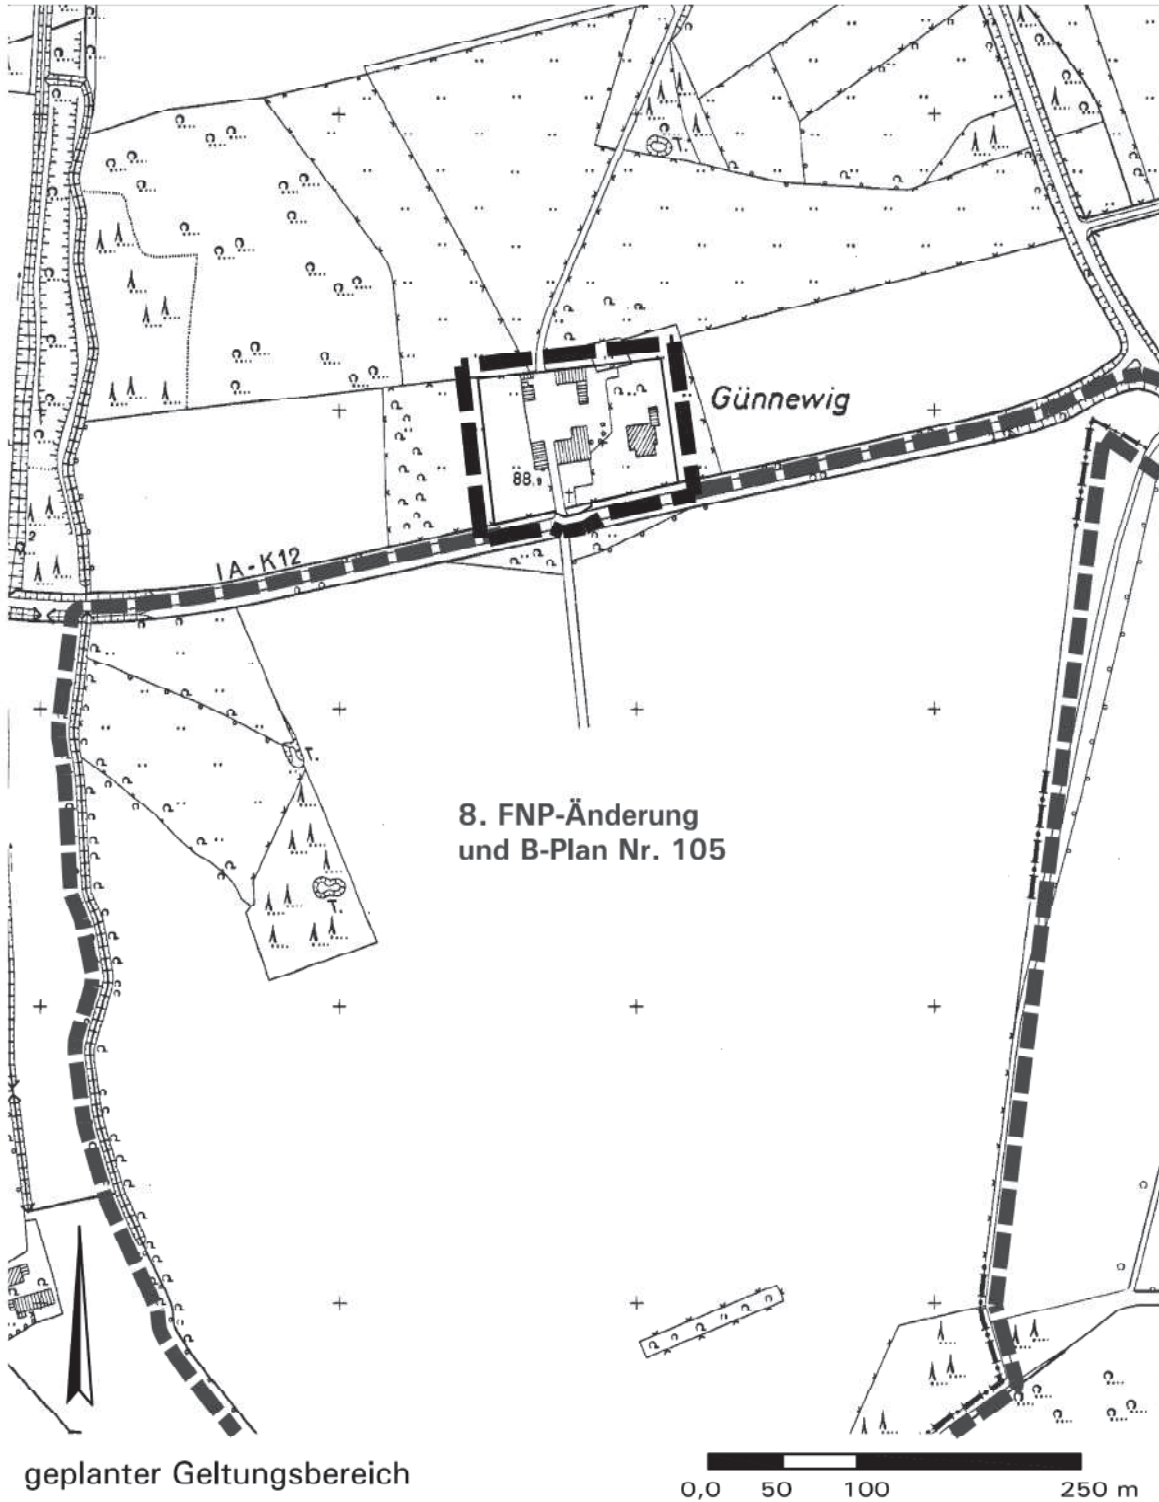 T.
Günnewig
88,9
IA-K12
2
T.
8. FNP-Änderung
und B-Plan Nr. 105
T.
geplanter Geltungsbereich
0,0 50 100 250 m